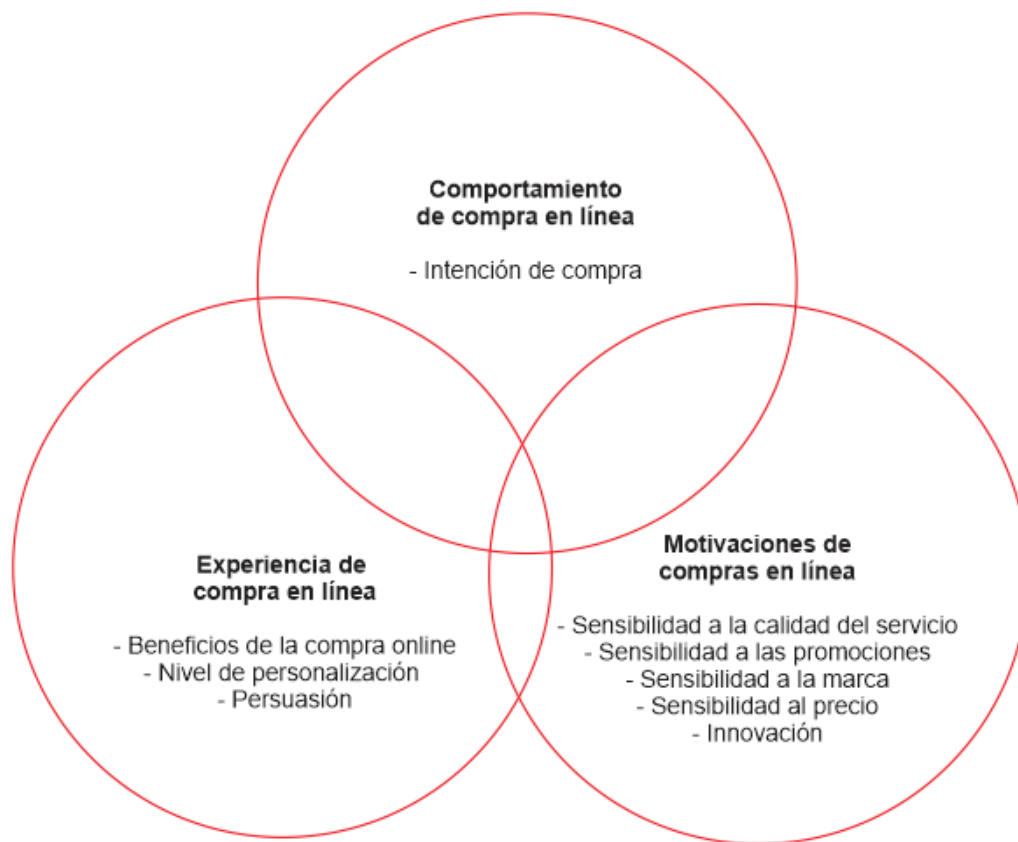 Comportamiento
de compra en línea
- Intención de compra
Experiencia de
compra en línea
- Beneficios de la compra online
- Nivel de personalización
- Persuasión
Motivaciones de
compras en línea
- Sensibilidad a la calidad del servicio
- Sensibilidad a las promociones
- Sensibilidad a la marca
- Sensibilidad al precio
- Innovación